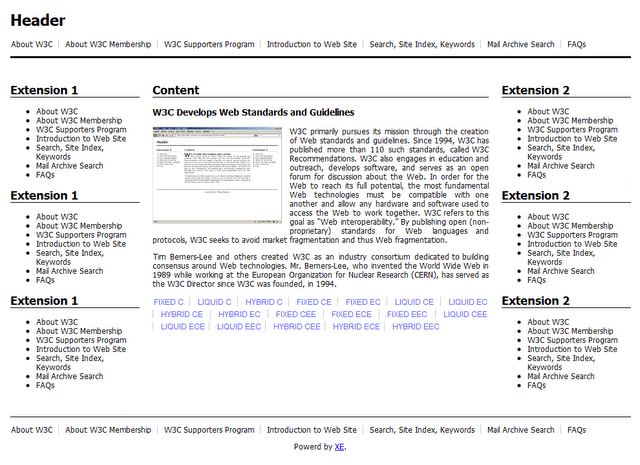 Header
About W3C | About W3C Membership | W3C Supporters Program | Introduction to Web Site | Search, Site Index, Keywords | Mail Archive Search | FAQs
Extension 1
About W3C
About W3C Membership
W3C Supporters Program
Introduction to Web Site
Search, Site Index,
Keywords
Mail Archive Search
FAQs
Extension 1
About W3C
About W3C Membership
W3C Supporters Program
Introduction to Web Site
Search, Site Index,
Keywords
Mail Archive Search
FAQs
Extension 1
About W3C
About W3C Membership
W3C Supporters Program
Introduction to Web Site
Search, Site Index,
Keywords
Mail Archive Search
FAQs
Content
W3C Develops Web Standards and Guidelines
W3C primarily pursues its mission through the creation
of Web standards and guidelines. Since 1994, W3C has
published more than 110 such standards, called W3C
Recommendations. W3C also engages in education and
outreach, develops software, and serves as an open
forum for discussion about the Web. In order for the
Web to reach its full potential, the most fundamental
Web technologies must be compatible with one
another and allow any hardware and software used to
access the Web to work together. W3C refers to this
goal as "Web interoperability." By publishing open (non-
proprietary) standards for Web languages and
protocols, W3C seeks to avoid market fragmentation and thus Web fragmentation.
Tim Berners-Lee and others created W3C as an industry consortium dedicated to building
consensus around Web technologies. Mr. Berners-Lee, who invented the World Wide Web in
1989 while working at the European Organization for Nuclear Research (CERN), has served as
the W3C Director since W3C was founded, in 1994.
FIXED C | LIQUID C | HYBRID C | FIXED CE | FIXED EC | LIQUID CE | LIQUID EC
| HYBRID CE | HYBRID EC | FIXED CEE | FIXED ECE | FIXED EEC | LIQUID CEE
| LIQUID ECE | LIQUID EEC | HYBRID CEE | HYBRID ECE | HYBRID EEC
Extension 2
About W3C
About W3C Membership
W3C Supporters Program
Introduction to Web Site
Search, Site Index,
Keywords
Mail Archive Search
FAQs
Extension 2
About W3C
About W3C Membership
W3C Supporters Program
Introduction to Web Site
Search, Site Index,
Keywords
Mail Archive Search
FAQs
Extension 2
About W3C
About W3C Membership
W3C Supporters Program
Introduction to Web Site
Search, Site Index,
Keywords
Mail Archive Search
FAQs
About W3C | About W3C Membership | W3C Supporters Program | Introduction to Web Site | Search, Site Index, Keywords | Mail Archive Search | FAQs
Powerd by XE.